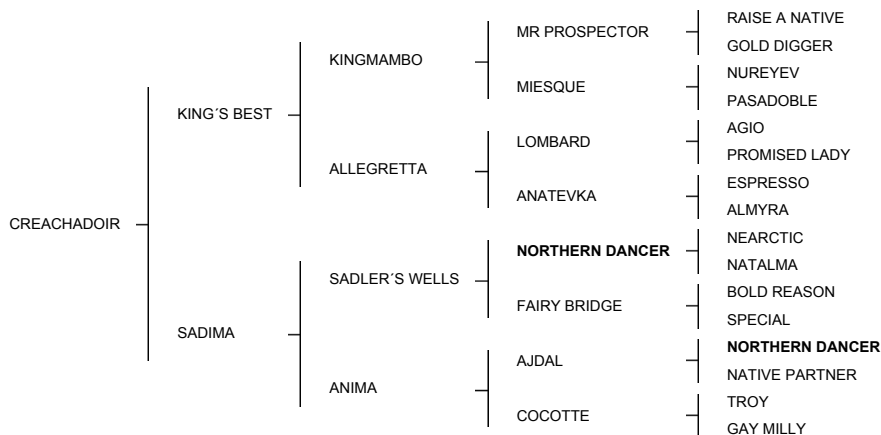 CREACHADOIR
KING´S BEST
SADIMA
KINGMAMBO
ALLEGRETTA
SADLER´S WELLS
ANIMA
MR PROSPECTOR
MIESQUE
LOMBARD
ANATEVKA
NORTHERN DANCER
FAIRY BRIDGE
AJDAL
COCOTTE
RAISE A NATIVE
GOLD DIGGER
NUREYEV
PASADOBLE
AGIO
PROMISED LADY
ESPRESSO
ALMYRA
NEARCTIC
NATALMA
BOLD REASON
SPECIAL
NORTHERN DANCER
NATIVE PARTNER
TROY
GAY MILLY